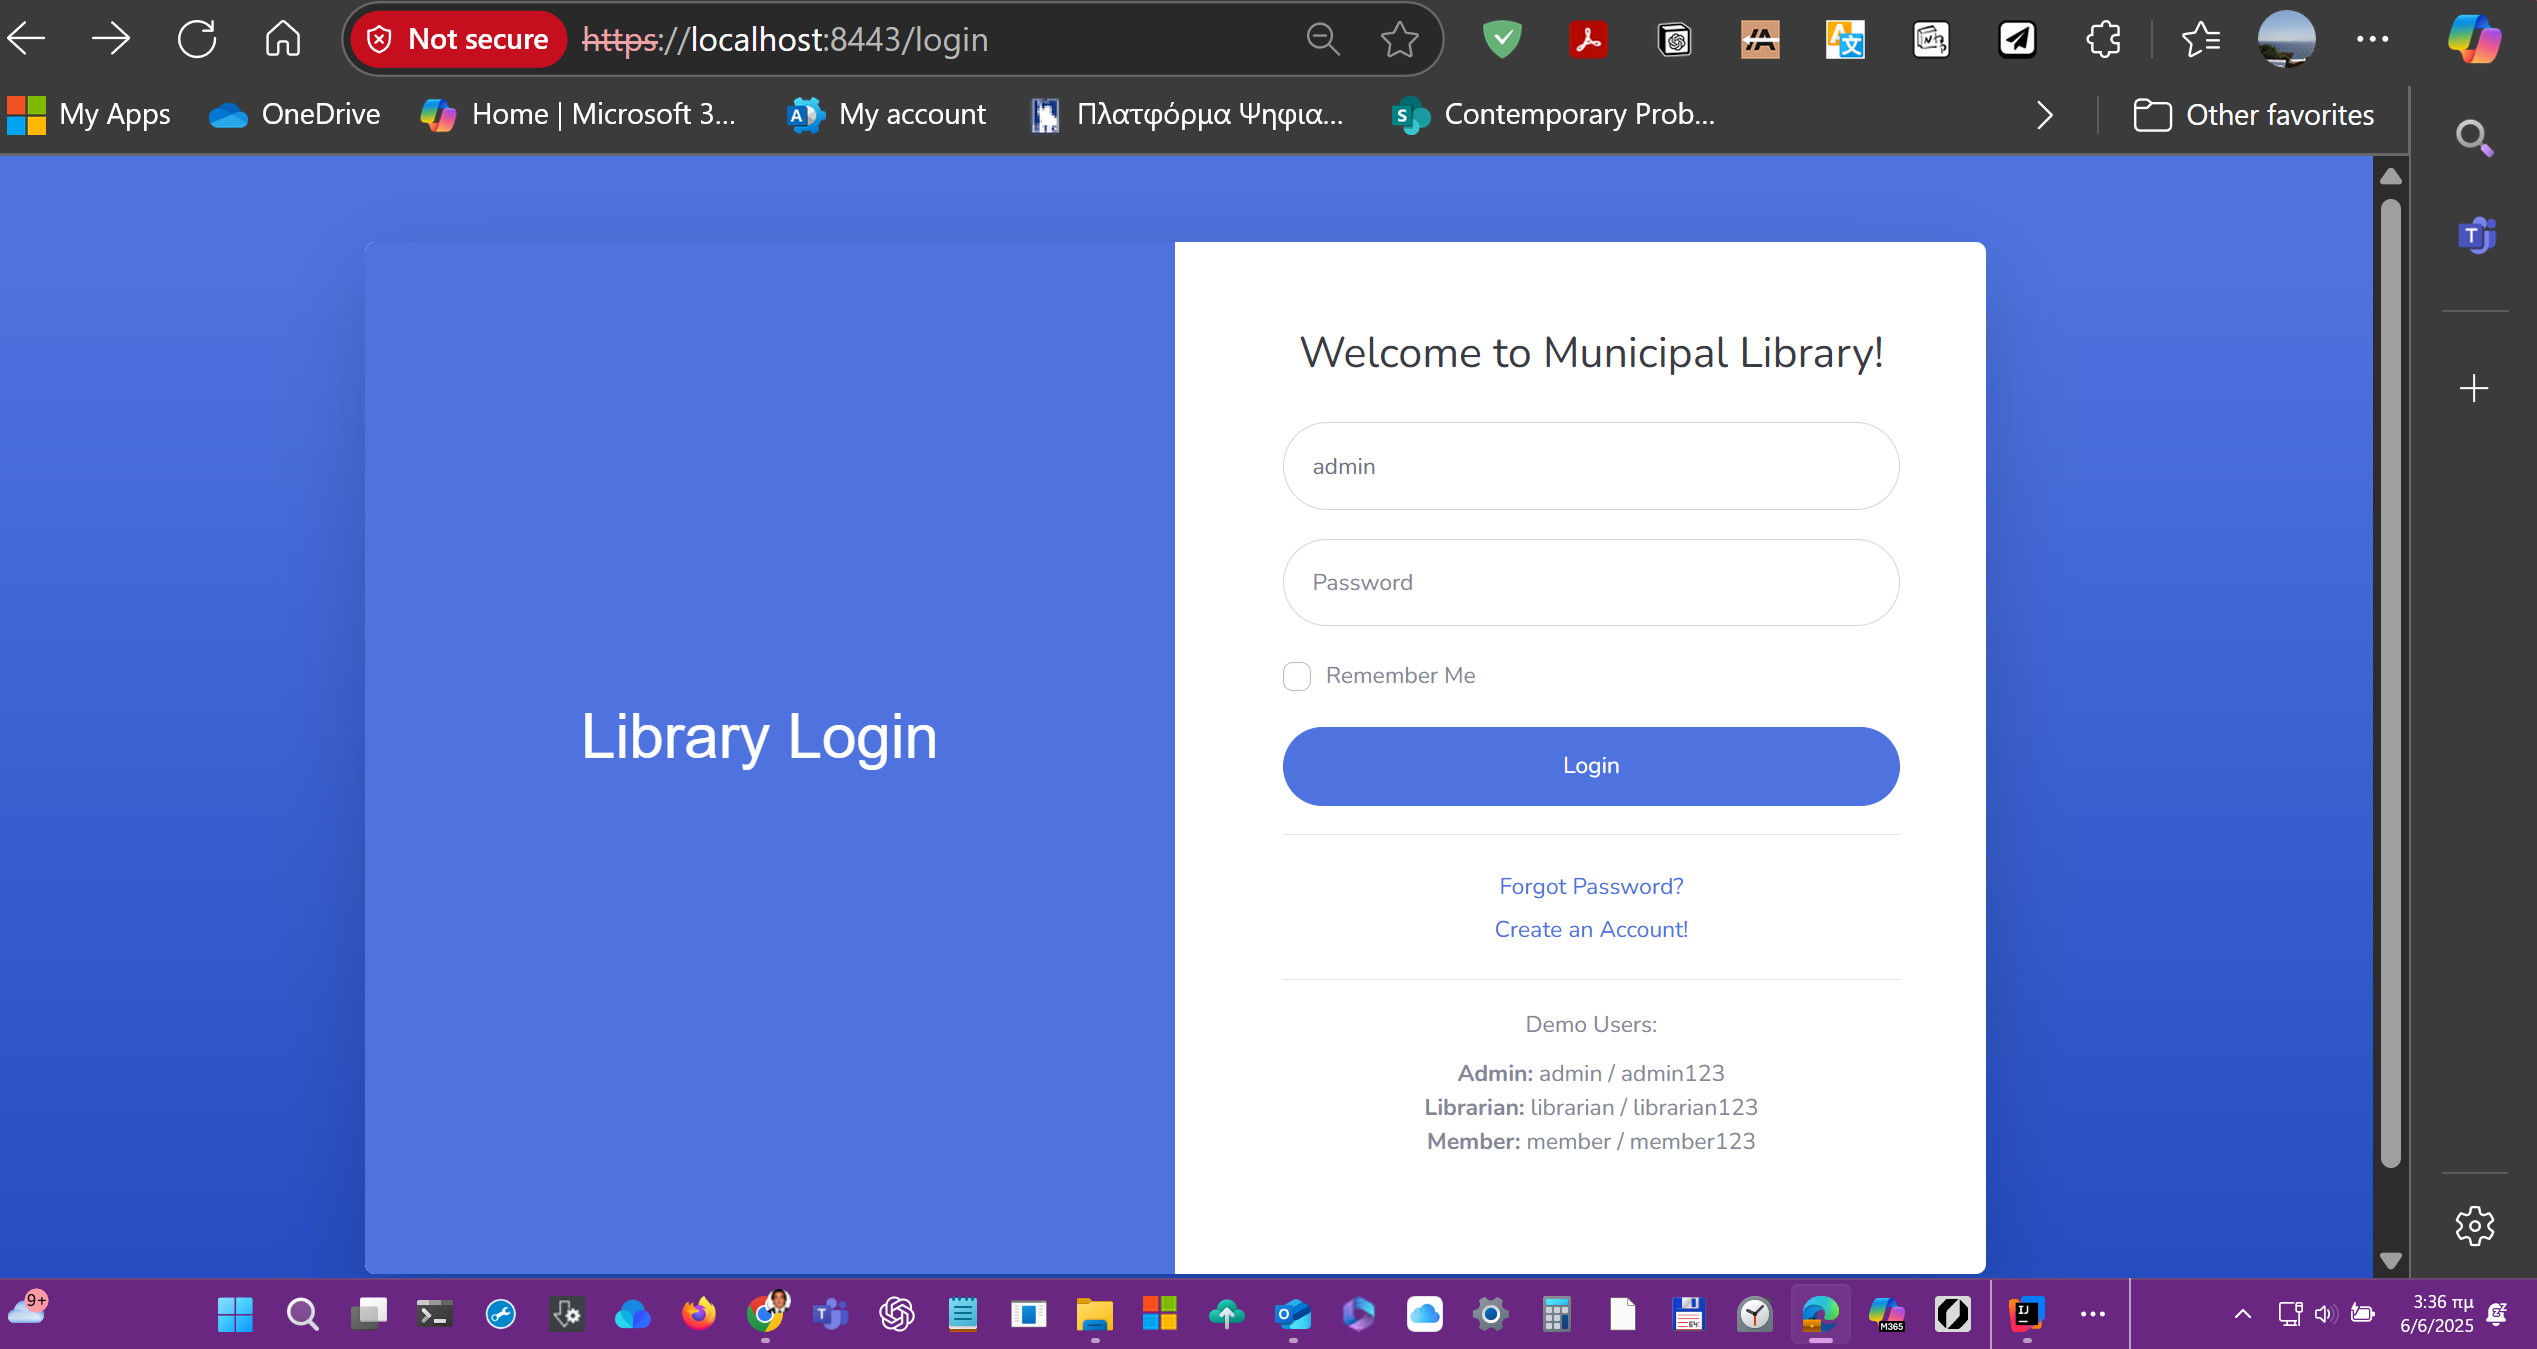 Not secure https://localhost:8443/login
My Apps OneDrive Home | Microsoft 3... My account Πλατφόρμα Ψηφια... Contemporary Prob... Other favorites
Library Login
Welcome to Municipal Library!
admin
Password
Remember Me
Login
Forgot Password?
Create an Account!
Demo Users:
Admin: admin / admin123
Librarian: librarian / librarian123
Member: member / member123
9+
M365
IJ
3:36 πμ
6/6/2025